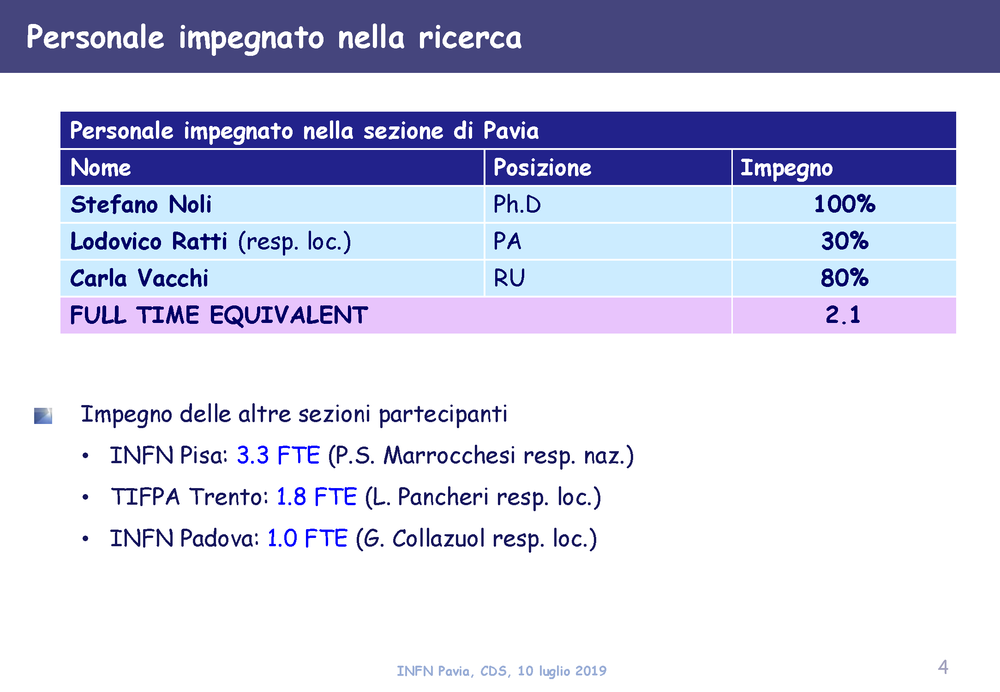 Personale impegnato nella ricerca
Personale impegnato nella sezione di Pavia
Nome Posizione Impegno
Stefano Noli Ph.D 100%
Lodovico Ratti (resp. loc.) PA 30%
Carla Vacchi RU 80%
FULL TIME EQUIVALENT 2.1
Impegno delle altre sezioni partecipanti
• INFN Pisa: 3.3 FTE (P.S. Marrocchesi resp. naz.)
• TIFPA Trento: 1.8 FTE (L. Pancheri resp. loc.)
• INFN Padova: 1.0 FTE (G. Collazuol resp. loc.)
INFN Pavia, CDS, 10 luglio 2019
4